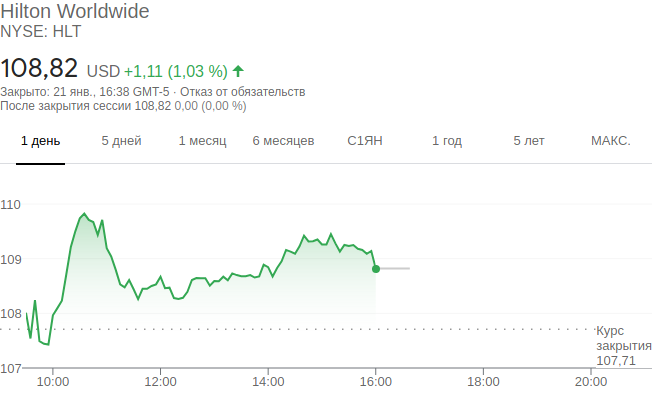 Hilton Worldwide
NYSE: HLT
108,82 USD +1,11 (1,03 %) ↑
Закрыто: 21 янв., 16:38 GMT-5 · Отказ от обязательств
После закрытия сессии 108,82 0,00 (0,00 %)
1 день 5 дней 1 месяц 6 месяцев С1ЯН 1 год 5 лет МАКС.
110
109
108
Курс
закрытия
107,71
107
10:00 12:00 14:00 16:00 18:00 20:00